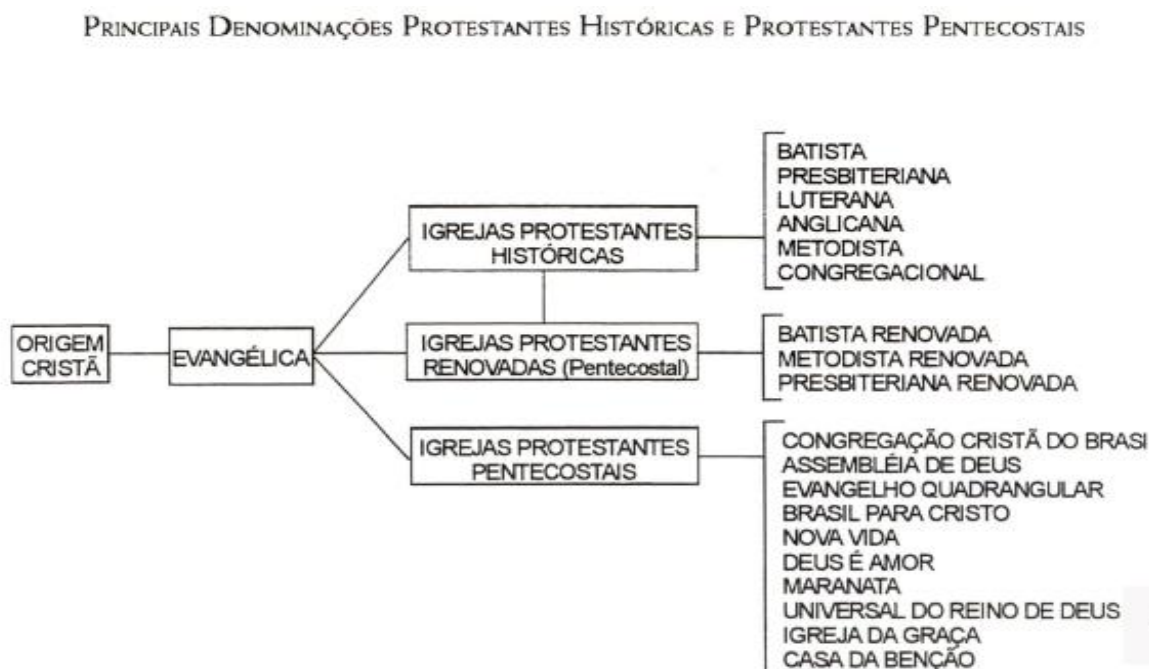 PRINCIPAIS DENOMINAÇÕES PROTESTANTES HISTÓRICAS E PROTESTANTES PENTECOSTAIS
ORIGEM
CRISTÃ
EVANGÉLICA
IGREJAS PROTESTANTES
HISTÓRICAS
BATISTA
PRESBITERIANA
LUTERANA
ANGLICANA
METODISTA
CONGREGACIONAL
IGREJAS PROTESTANTES
RENOVADAS (Pentecostal)
BATISTA RENOVADA
METODISTA RENOVADA
PRESBITERIANA RENOVADA
IGREJAS PROTESTANTES
PENTECOSTAIS
CONGREGAÇÃO CRISTÃ DO BRASI
ASSEMBLÉIA DE DEUS
EVANGELHO QUADRANGULAR
BRASIL PARA CRISTO
NOVA VIDA
DEUS É AMOR
MARANATA
UNIVERSAL DO REINO DE DEUS
IGREJA DA GRAÇA
CASA DA BENÇÃO